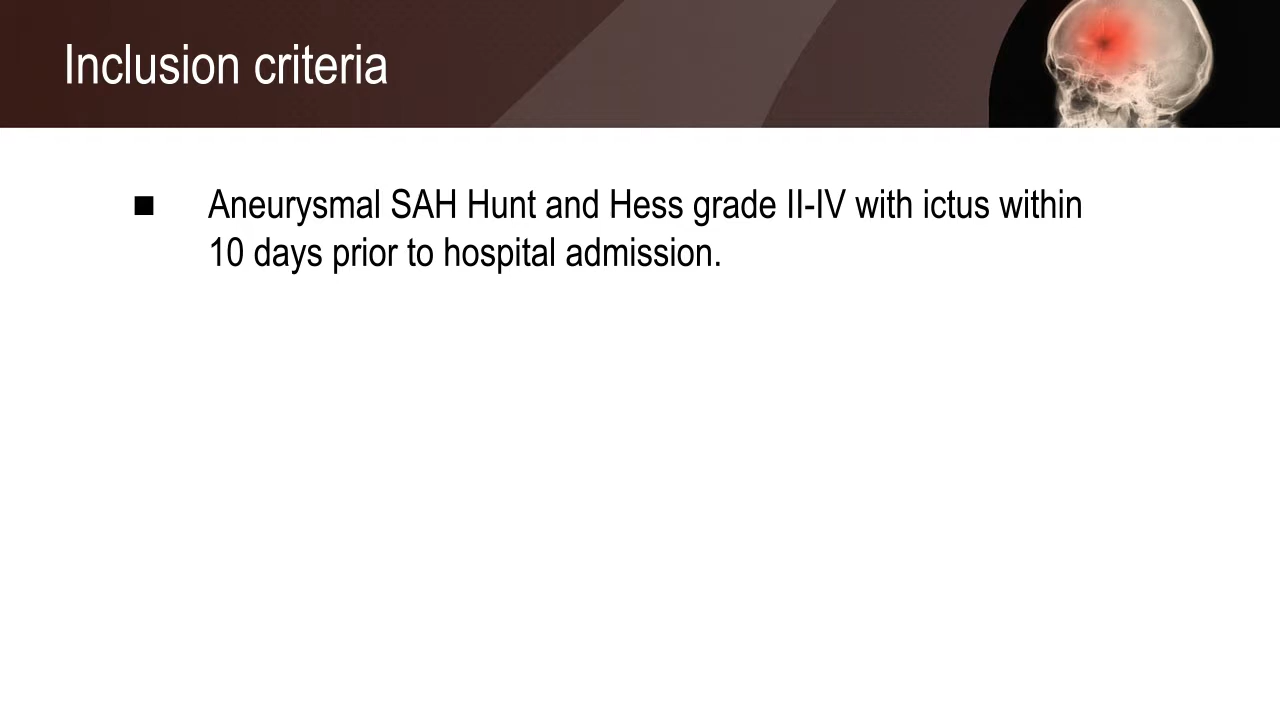 Inclusion criteria
■ Aneurysmal SAH Hunt and Hess grade II-IV with ictus within
10 days prior to hospital admission.